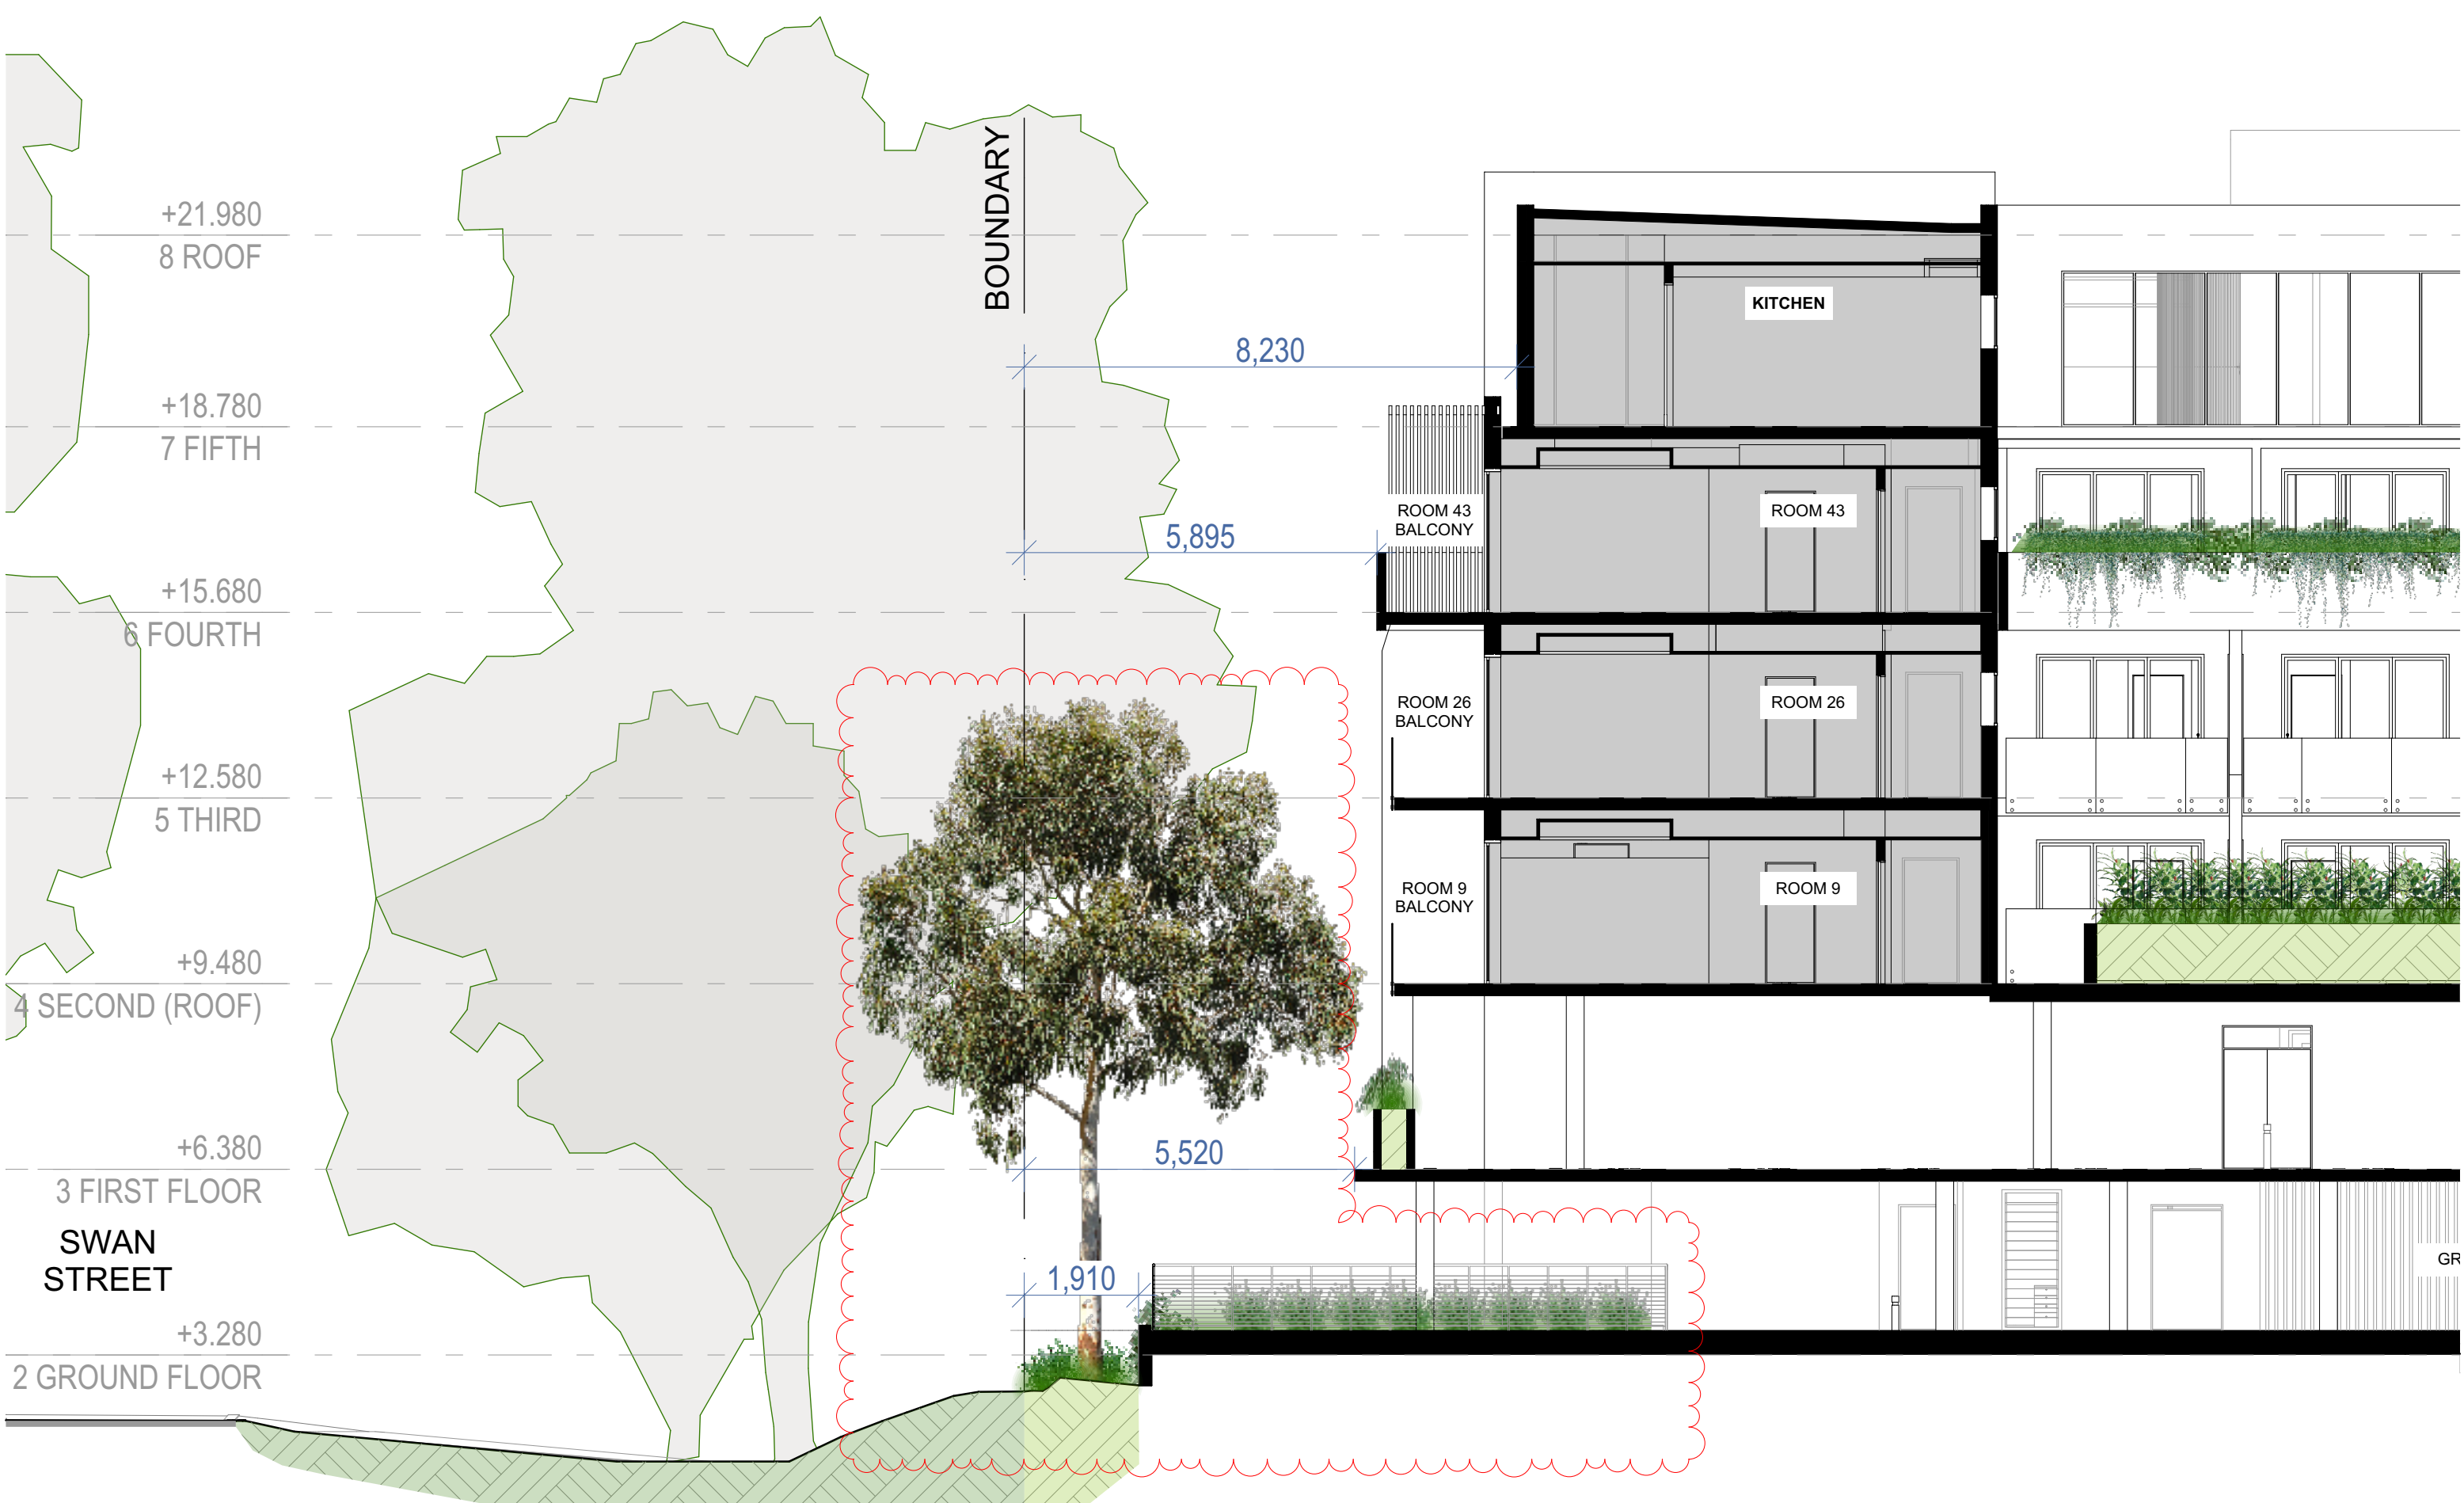 +21.980
8 ROOF
+18.780
7 FIFTH
+15.680
6 FOURTH
+12.580
5 THIRD
+9.480
4 SECOND (ROOF)
+6.380
3 FIRST FLOOR
SWAN
STREET
+3.280
2 GROUND FLOOR
BOUNDARY
8,230
5,895
5,520
1,910
KITCHEN
ROOM 43
BALCONY
ROOM 43
ROOM 26
BALCONY
ROOM 26
ROOM 9
BALCONY
ROOM 9
GR